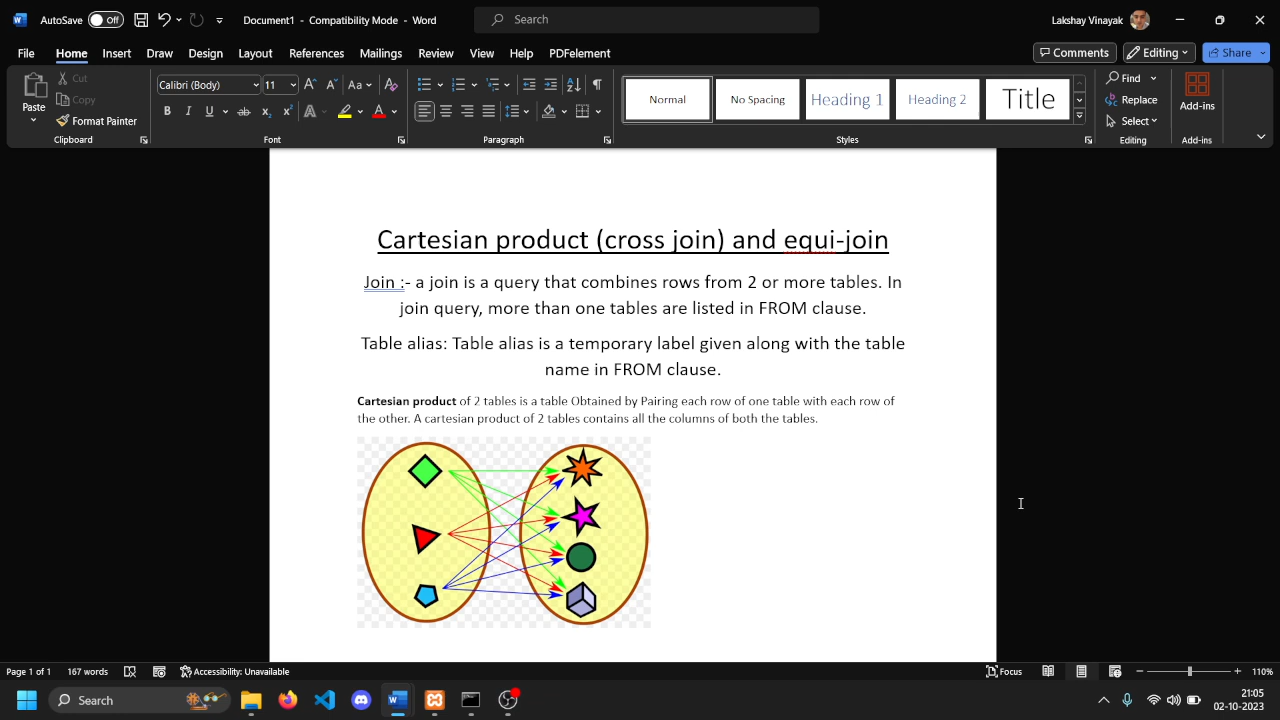 AutoSave Off Document1 - Compatibility Mode - Word Search Lakshay Vinayak
File Home Insert Draw Design Layout References Mailings Review View Help PDFelement Comments Editing Share
Paste Cut Copy Format Painter
Calibri (Body) 11
Normal No Spacing Heading 1 Heading 2 Title
Find Replace Select Add-ins
Clipboard Font Paragraph Styles Editing Add-ins
Cartesian product (cross join) and equi-join
Join :- a join is a query that combines rows from 2 or more tables. In
join query, more than one tables are listed in FROM clause.
Table alias: Table alias is a temporary label given along with the table
name in FROM clause.
Cartesian product of 2 tables is a table Obtained by Pairing each row of one table with each row of
the other. A cartesian product of 2 tables contains all the columns of both the tables.
Page 1 of 1 167 words Accessibility: Unavailable Focus 110%
Search 21:05
02-10-2023